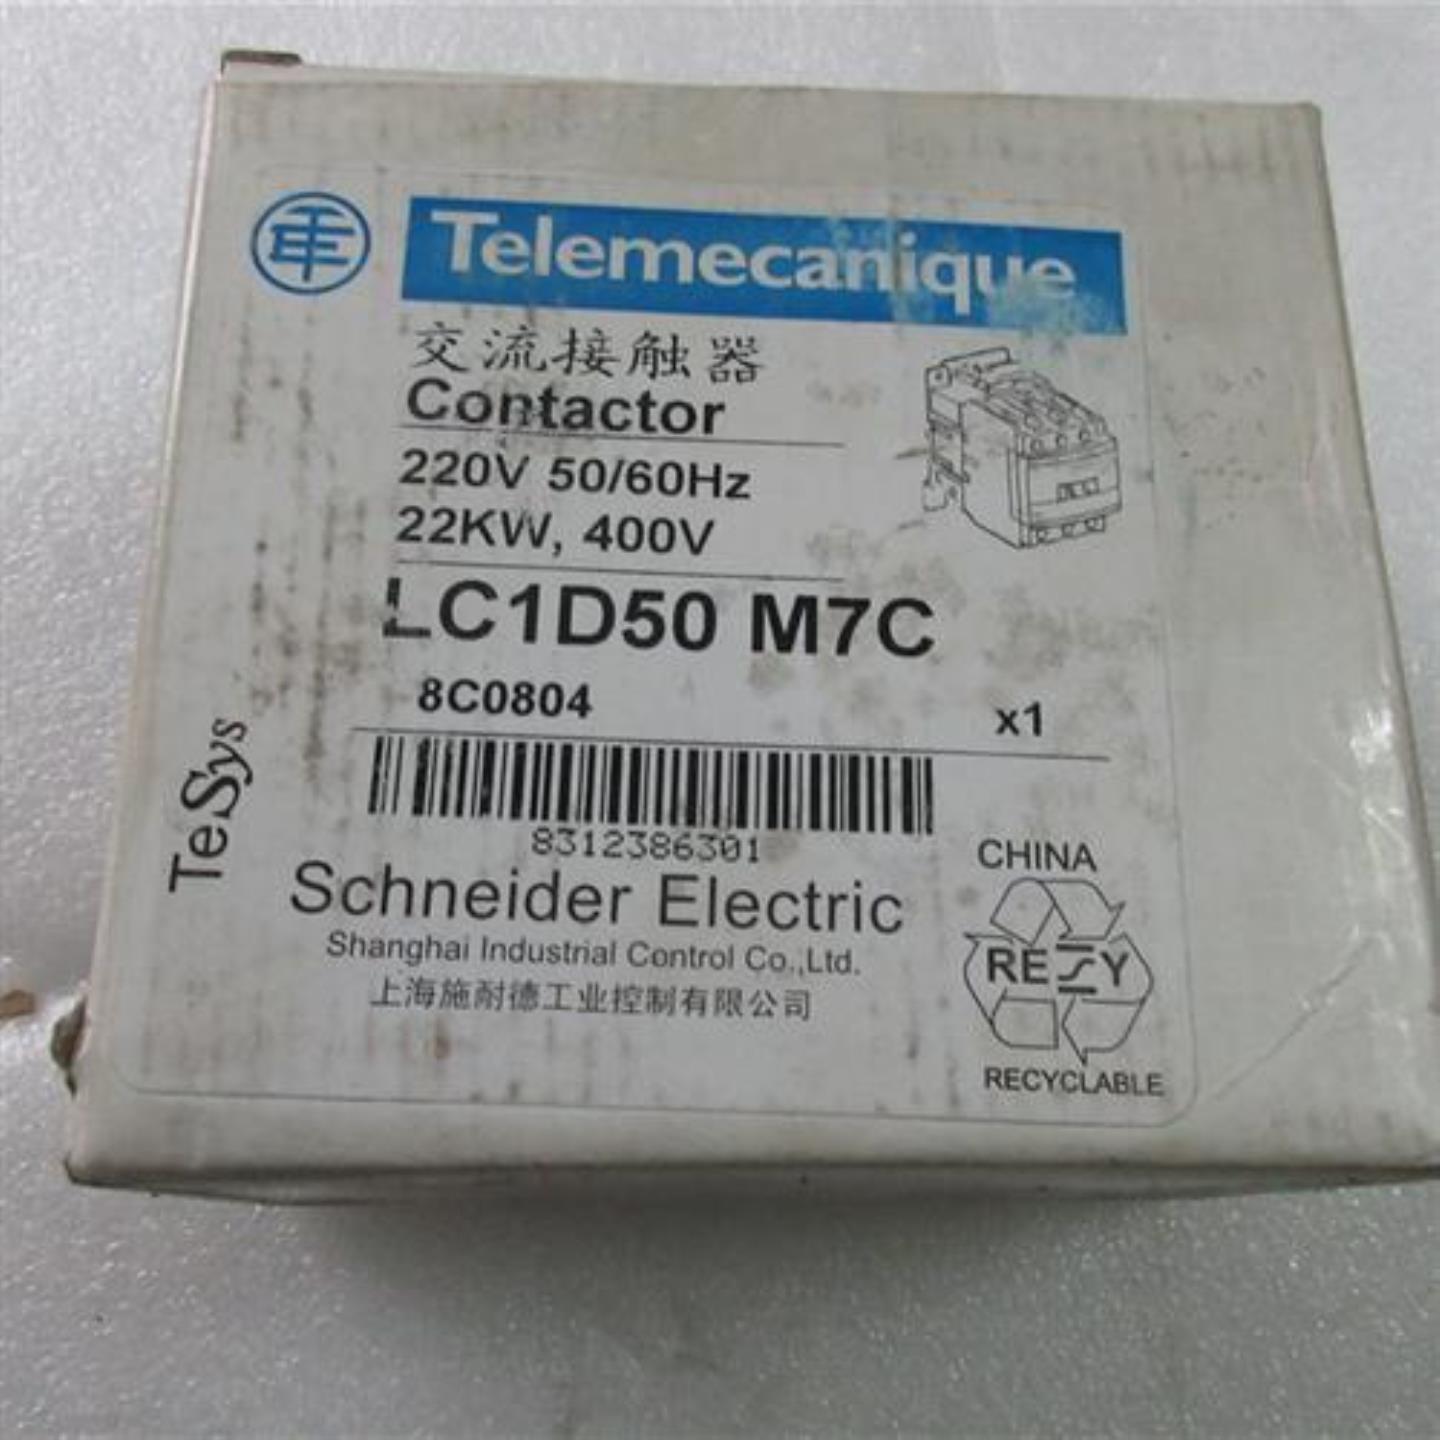 Telemecanique
交流接触器
Contactor
220V 50/60Hz
22KW, 400V
LC1D50 M7C
8C0804 x1
8312386301
TeSys
Schneider Electric
Shanghai Industrial Control Co.,Ltd.
上海施耐德工业控制有限公司
CHINA
RESY
RECYCLABLE